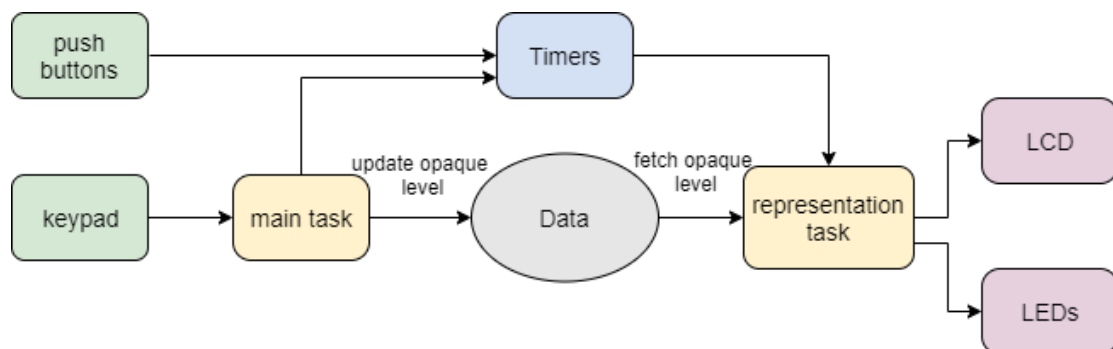 push
buttons
Timers
LCD
update opaque
level
fetch opaque
level
keypad
main task
Data
representation
task
LEDs